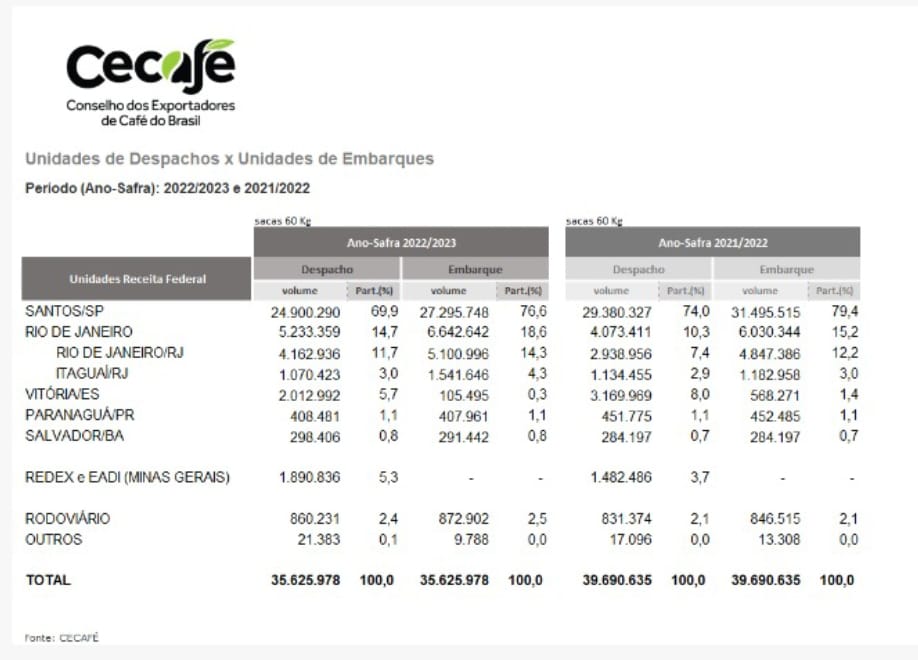 Cecafé
Conselho dos Exportadores
de Café do Brasil
Unidades de Despachos x Unidades de Embarques
Período (Ano-Safra): 2022/2023 e 2021/2022
sacas 60 Kg sacas 60 Kg
Ano-Safra 2022/2023 Ano-Safra 2021/2022
Unidades Receita Federal Despacho Embarque Despacho Embarque
volume Part.(%) volume Part.(%) volume Part.(%) volume Part.(%)
SANTOS/SP 24.900.290 69,9 27.295.748 76,6 29.380.327 74,0 31.495.515 79,4
RIO DE JANEIRO 5.233.359 14,7 6.642.642 18,6 4.073.411 10,3 6.030.344 15,2
RIO DE JANEIRO/RJ 4.162.936 11,7 5.100.996 14,3 2.938.956 7,4 4.847.386 12,2
ITAGUAÍ/RJ 1.070.423 3,0 1.541.646 4,3 1.134.455 2,9 1.182.958 3,0
VITÓRIA/ES 2.012.992 5,7 105.495 0,3 3.169.969 8,0 568.271 1,4
PARANAGUÁ/PR 408.481 1,1 407.961 1,1 451.775 1,1 452.485 1,1
SALVADOR/BA 298.406 0,8 291.442 0,8 284.197 0,7 284.197 0,7
REDEX e EADI (MINAS GERAIS) 1.890.836 5,3 - - 1.482.486 3,7 - -
RODOVIÁRIO 860.231 2,4 872.902 2,5 831.374 2,1 846.515 2,1
OUTROS 21.383 0,1 9.788 0,0 17.096 0,0 13.308 0,0
TOTAL 35.625.978 100,0 35.625.978 100,0 39.690.635 100,0 39.690.635 100,0
Fonte: CECAFÉ